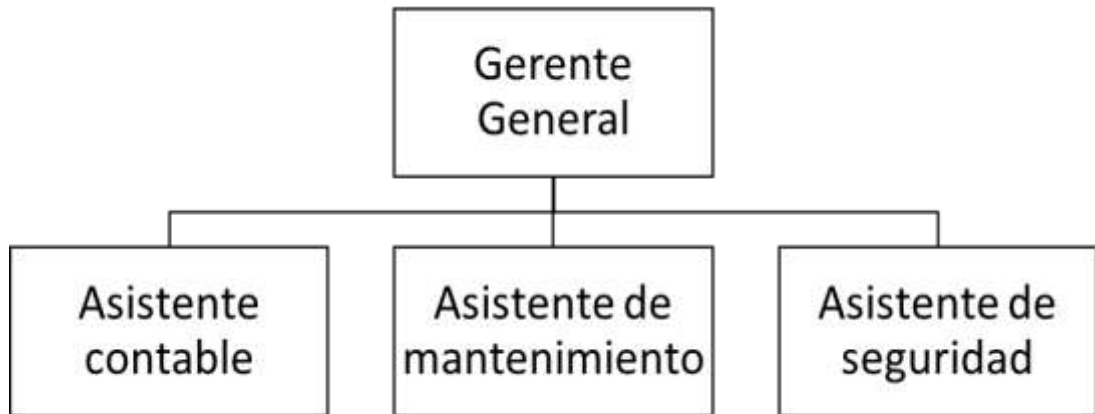 Gerente
General
Asistente
contable
Asistente de
mantenimiento
Asistente de
seguridad